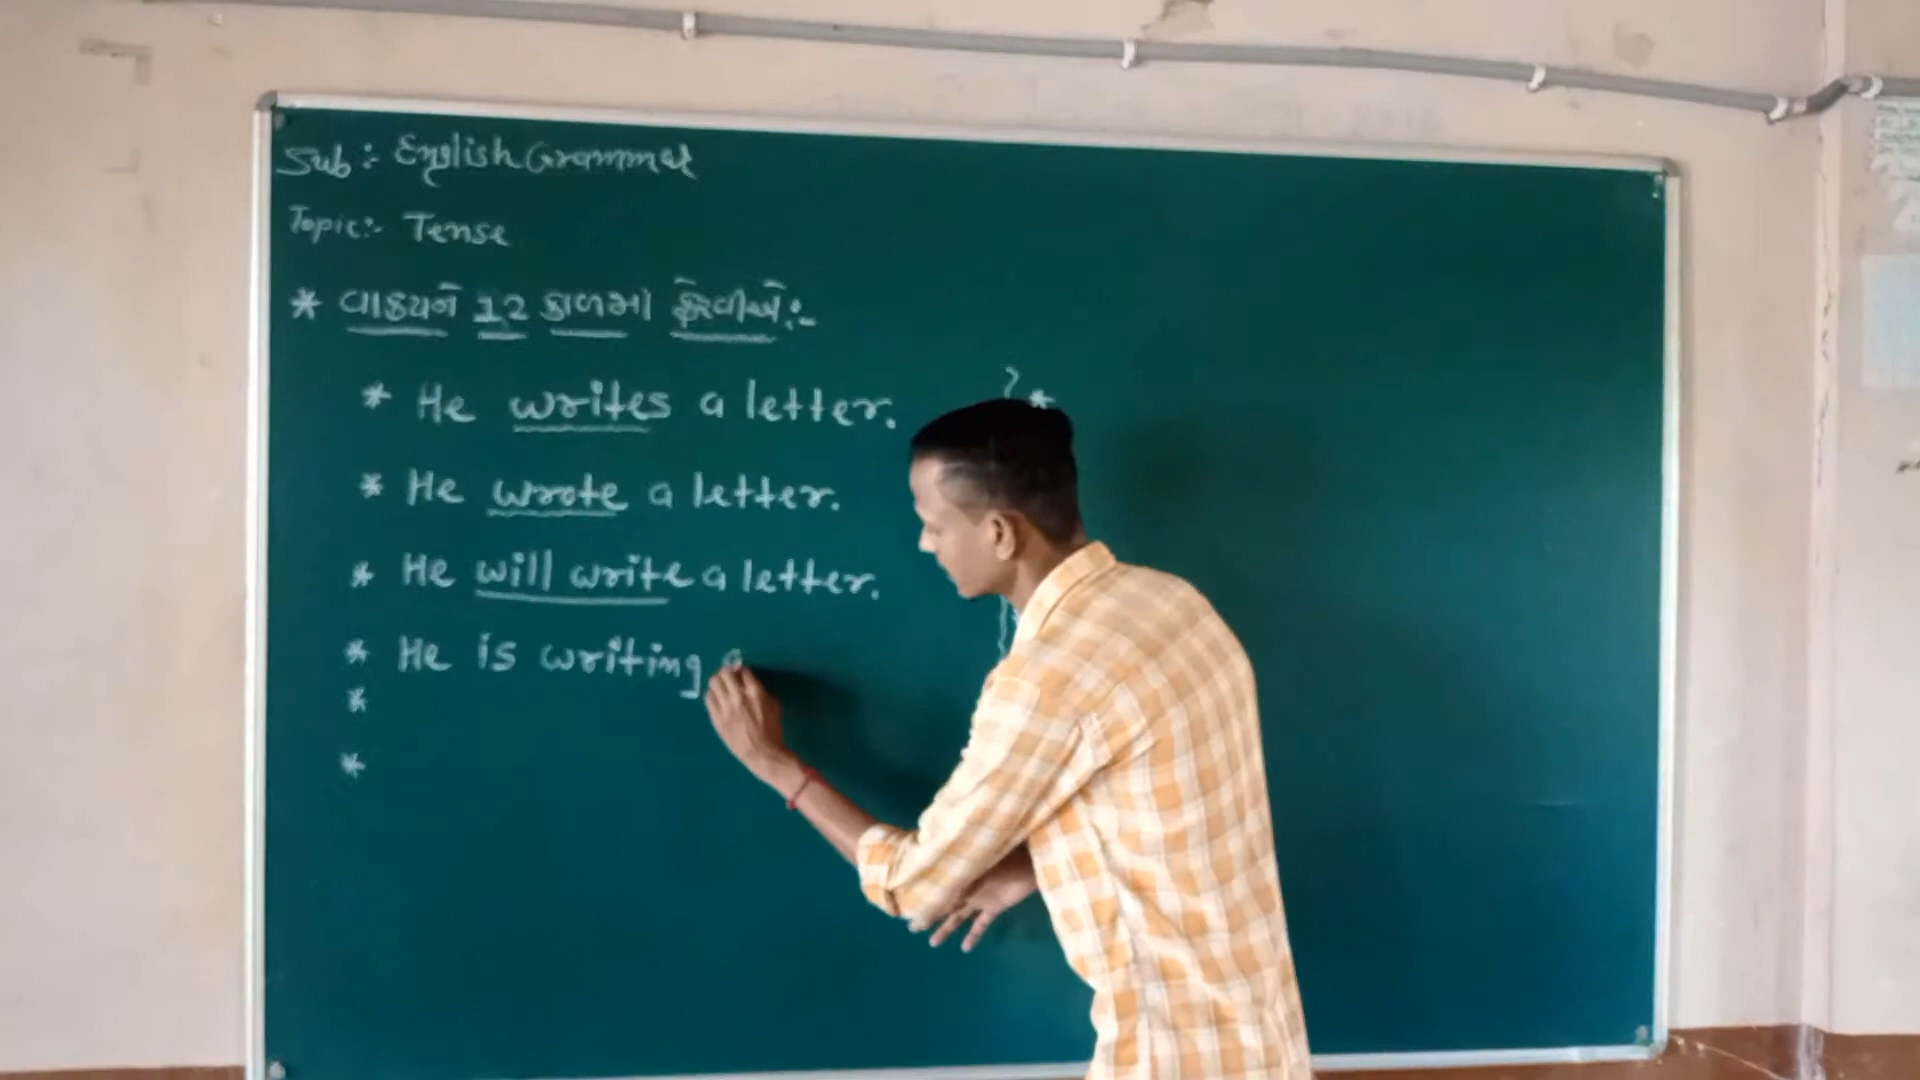 Sub:- English Grammar
Topic:- Tense
* વાક્યને 12 કાળમાં ફેરવીયે:-
* He writes a letter.
* He wrote a letter.
* He will write a letter.
* He is writing a
*
*
*